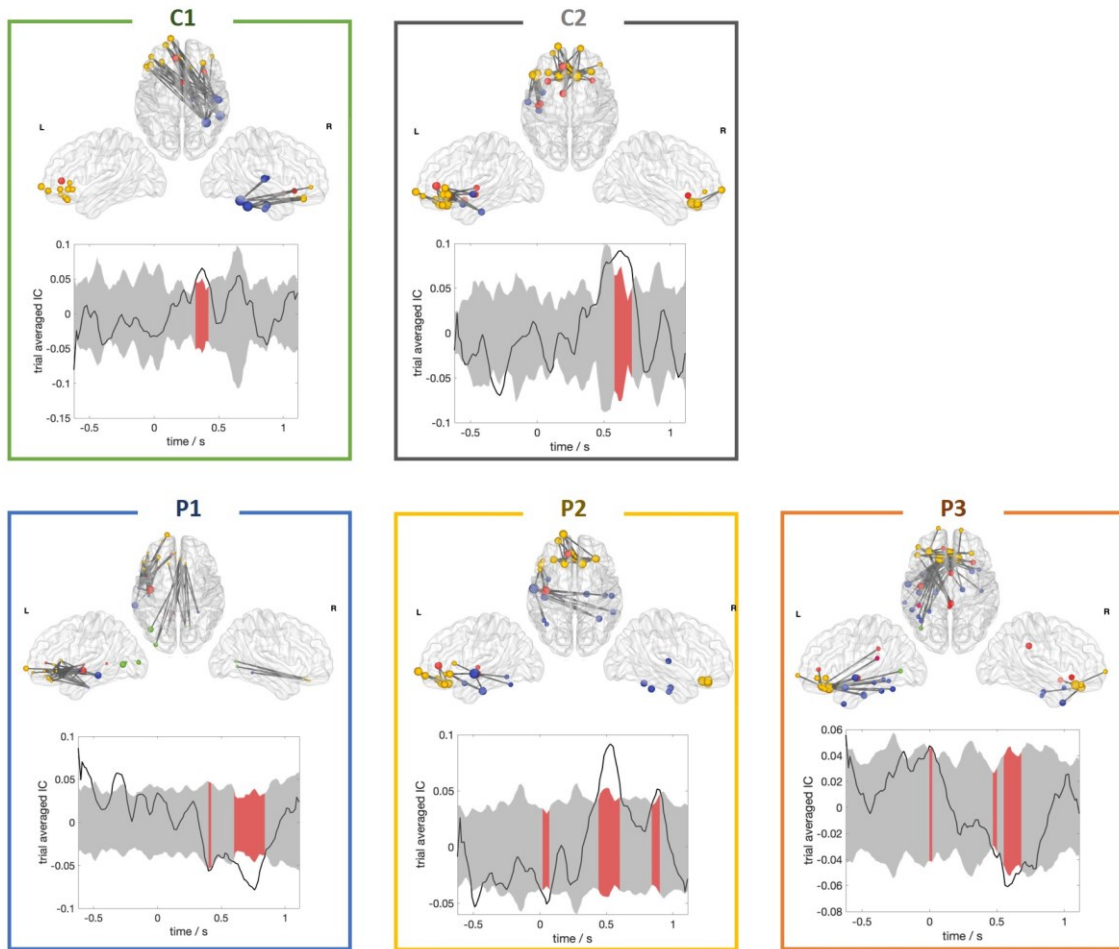 C1
C2
L
R
L
R
0.1
0.05
0
-0.05
-0.1
-0.15
trial averaged IC
-0.5
0
0.5
1
time / s
0.1
0.05
0
-0.05
-0.1
trial averaged IC
-0.5
0
0.5
1
time / s
P1
P2
P3
L
R
L
R
L
R
0.1
0.05
0
-0.05
-0.1
trial averaged IC
-0.5
0
0.5
1
time / s
0.1
0.05
0
-0.05
trial averaged IC
-0.5
0
0.5
1
time / s
0.06
0.04
0.02
0
-0.02
-0.04
-0.06
-0.08
trial averaged IC
-0.5
0
0.5
1
time / s